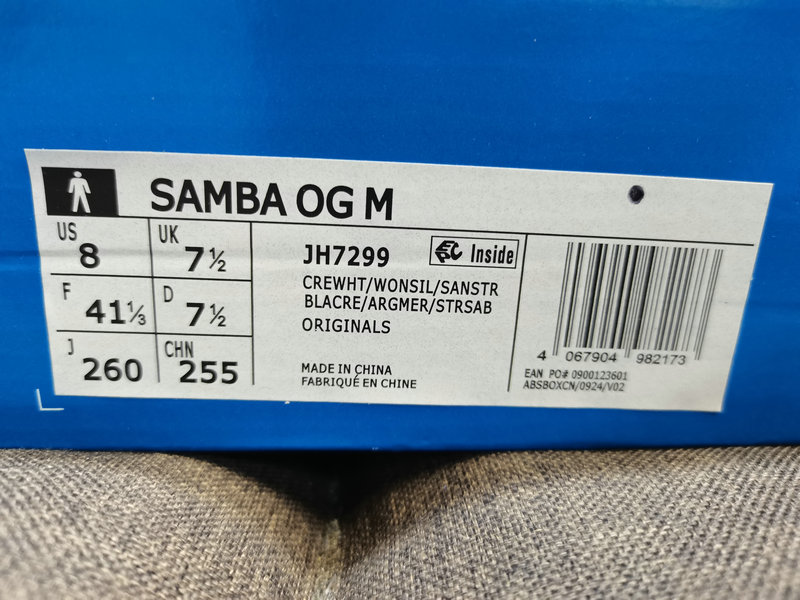 SAMBA OG M
US 8 UK 7½
F 41⅓ D 7½
J 260 CHN 255
JH7299 Inside
CREWHT/WONSIL/SANSTR
BLACRE/ARGMER/STRSAB
ORIGINALS
MADE IN CHINA
FABRIQUÉ EN CHINE
4 067904 982173
EAN PO# 0900123601
ABSBOXCN/0924/V02